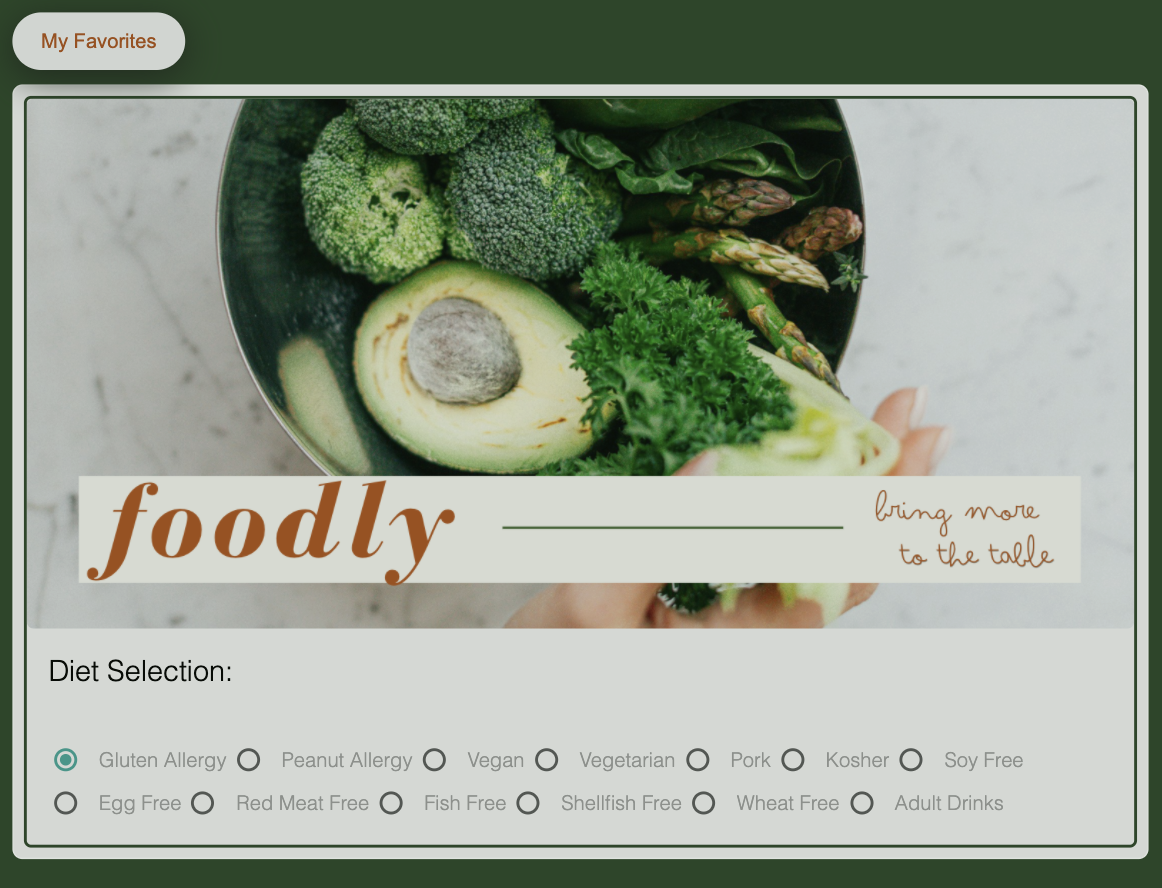 My Favorites
foodly
bring more
to the table
Diet Selection:
Gluten Allergy Peanut Allergy Vegan Vegetarian Pork Kosher Soy Free
Egg Free Red Meat Free Fish Free Shellfish Free Wheat Free Adult Drinks